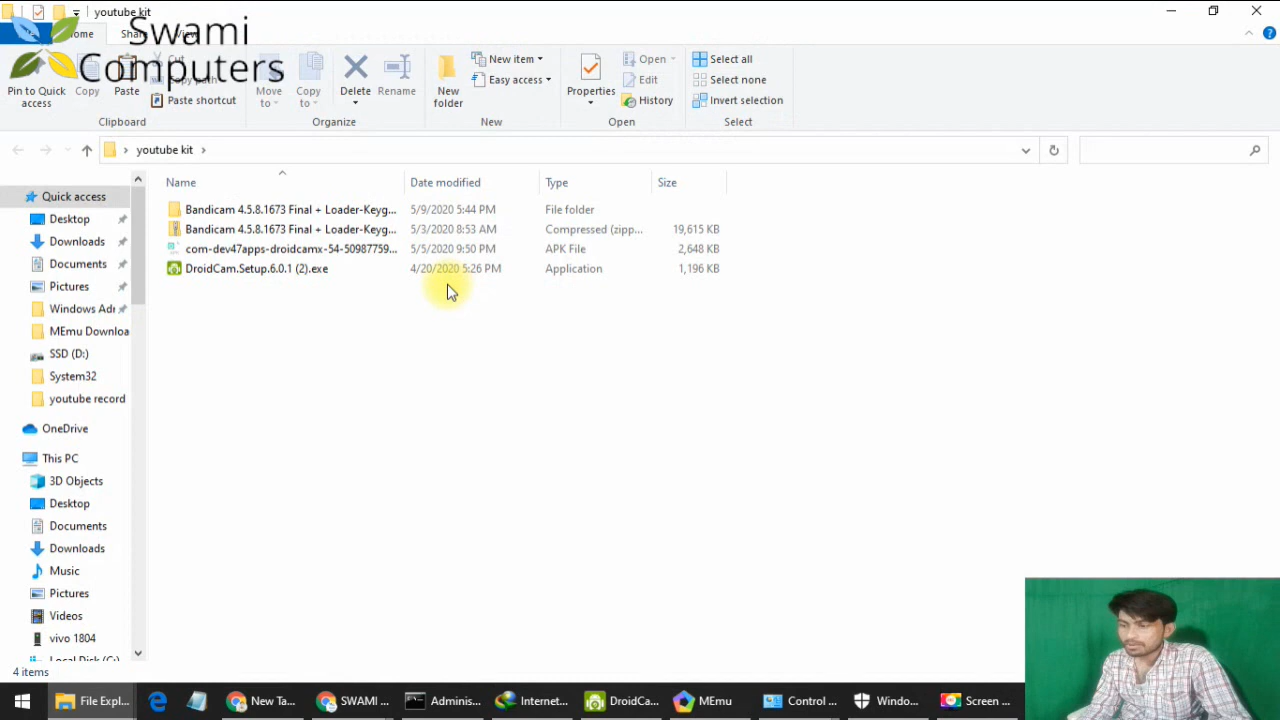 youtube kit
Swami
Computers
Home
Share
View
Pin to Quick
access
Copy
Paste
Cut
Copy path
Paste shortcut
Clipboard
Move
to
Copy
to
Delete
Rename
Organize
New
folder
New item
Easy access
New
Properties
Open
Edit
History
Open
Select all
Select none
Invert selection
Select
youtube kit
Name
Date modified
Type
Size
Bandicam 4.5.8.1673 Final + Loader-Keyg... 5/9/2020 5:44 PM File folder
Bandicam 4.5.8.1673 Final + Loader-Keyg... 5/3/2020 8:53 AM Compressed (zipp... 19,615 KB
com-dev47apps-droidcamx-54-50987759... 5/5/2020 9:50 PM APK File 2,648 KB
DroidCam.Setup.6.0.1 (2).exe 4/20/2020 5:26 PM Application 1,196 KB
Quick access
Desktop
Downloads
Documents
Pictures
Windows Adr
MEmu Downloa
SSD (D:)
System32
youtube record
OneDrive
This PC
3D Objects
Desktop
Documents
Downloads
Music
Pictures
Videos
vivo 1804
Local Disk (C:)
4 items
File Expl...
New Ta...
SWAMI ...
Adminis...
Internet...
DroidCa...
MEmu
Control ...
Windo...
Screen ...